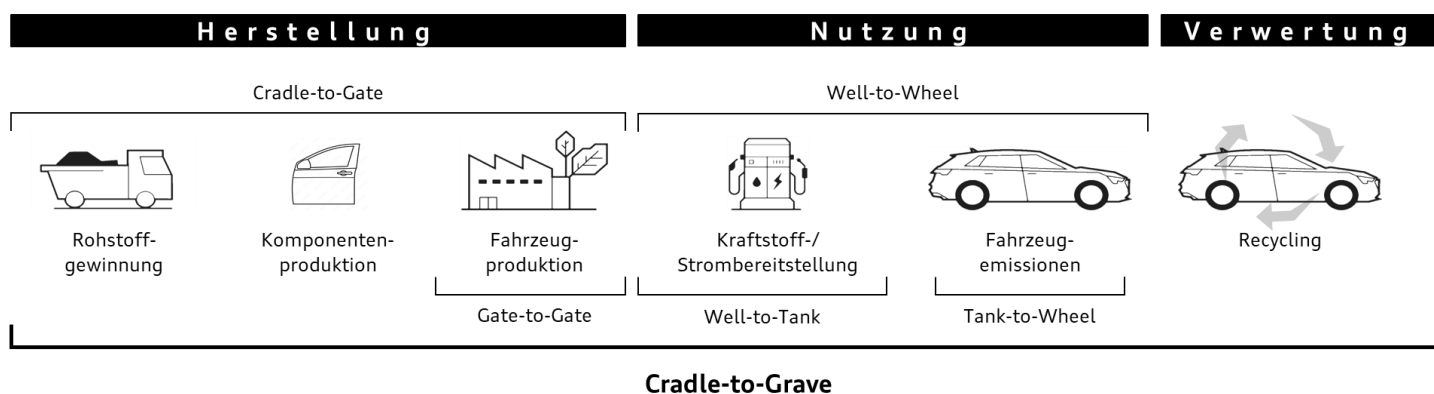 Herstellung
Nutzung
Verwertung
Cradle-to-Gate
Well-to-Wheel
Rohstoff-
gewinnung
Komponenten-
produktion
Fahrzeug-
produktion
Kraftstoff-/
Strombereitstellung
Fahrzeug-
emissionen
Recycling
Gate-to-Gate
Well-to-Tank
Tank-to-Wheel
Cradle-to-Grave